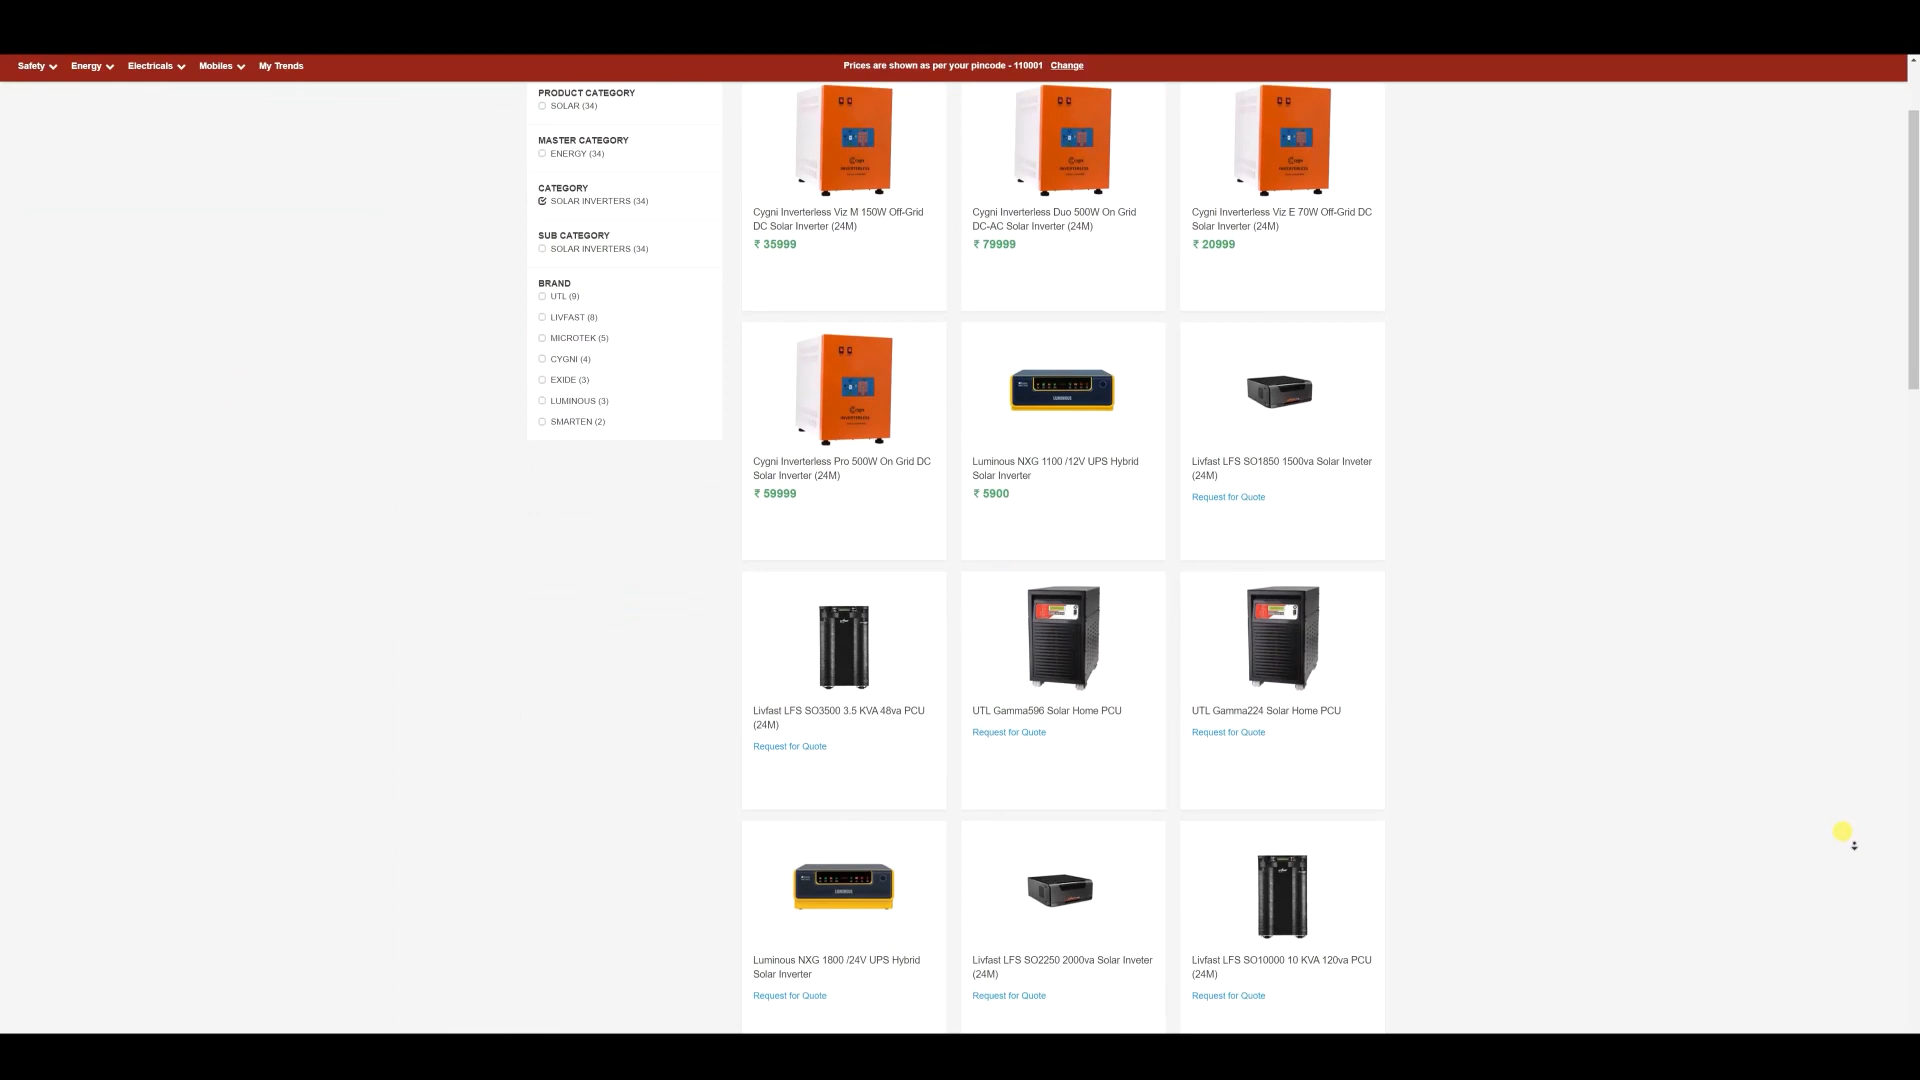 Safety Energy Electricals Mobiles My Trends Prices are shown as per your pincode - 110001 Change
PRODUCT CATEGORY
SOLAR (34)
MASTER CATEGORY
ENERGY (34)
CATEGORY
SOLAR INVERTERS (34)
SUB CATEGORY
SOLAR INVERTERS (34)
BRAND
UTL (9)
LIVFAST (8)
MICROTEK (5)
CYGNI (4)
EXIDE (3)
LUMINOUS (3)
SMARTEN (2)
Cygni Inverterless Viz M 150W Off-Grid
DC Solar Inverter (24M)
₹ 35999
Cygni Inverterless Duo 500W On Grid
DC-AC Solar Inverter (24M)
₹ 79999
Cygni Inverterless Viz E 70W Off-Grid DC
Solar Inverter (24M)
₹ 20999
Cygni Inverterless Pro 500W On Grid DC
Solar Inverter (24M)
₹ 59999
LUMINOUS
Luminous NXG 1100 /12V UPS Hybrid
Solar Inverter
₹ 5900
Livfast LFS SO1850 1500va Solar Inveter
(24M)
Request for Quote
Livfast LFS SO3500 3.5 KVA 48va PCU
(24M)
Request for Quote
UTL Gamma596 Solar Home PCU
Request for Quote
UTL Gamma224 Solar Home PCU
Request for Quote
Luminous NXG 1800 /24V UPS Hybrid
Solar Inverter
Request for Quote
Livfast LFS SO2250 2000va Solar Inveter
(24M)
Request for Quote
Livfast LFS SO10000 10 KVA 120va PCU
(24M)
Request for Quote